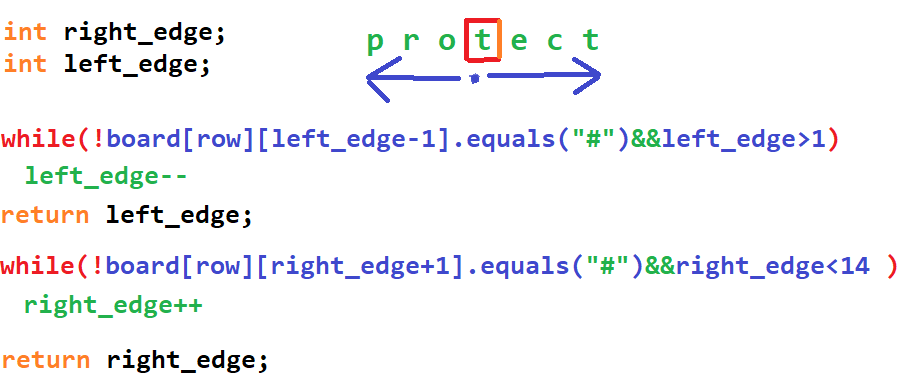 int right_edge;
int left_edge;
p r o t e c t
while(!board[row][left_edge-1].equals("#")&&left_edge>1)
left_edge--
return left_edge;
while(!board[row][right_edge+1].equals("#")&&right_edge<14 )
right_edge++
return right_edge;